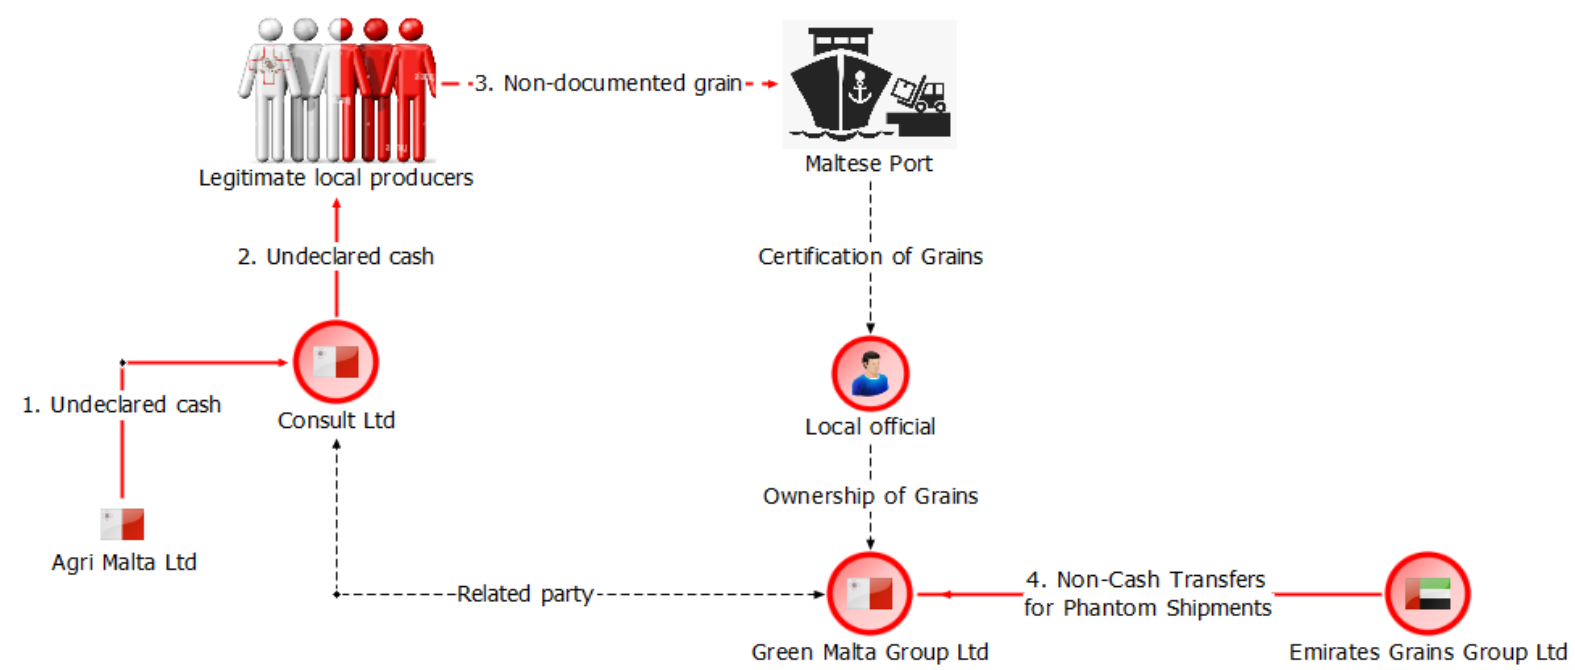 3. Non-documented grain
Legitimate local producers
Maltese Port
2. Undeclared cash
Certification of Grains
1. Undeclared cash
Consult Ltd
Local official
Ownership of Grains
Agri Malta Ltd
Related party
4. Non-Cash Transfers
for Phantom Shipments
Green Malta Group Ltd
Emirates Grains Group Ltd